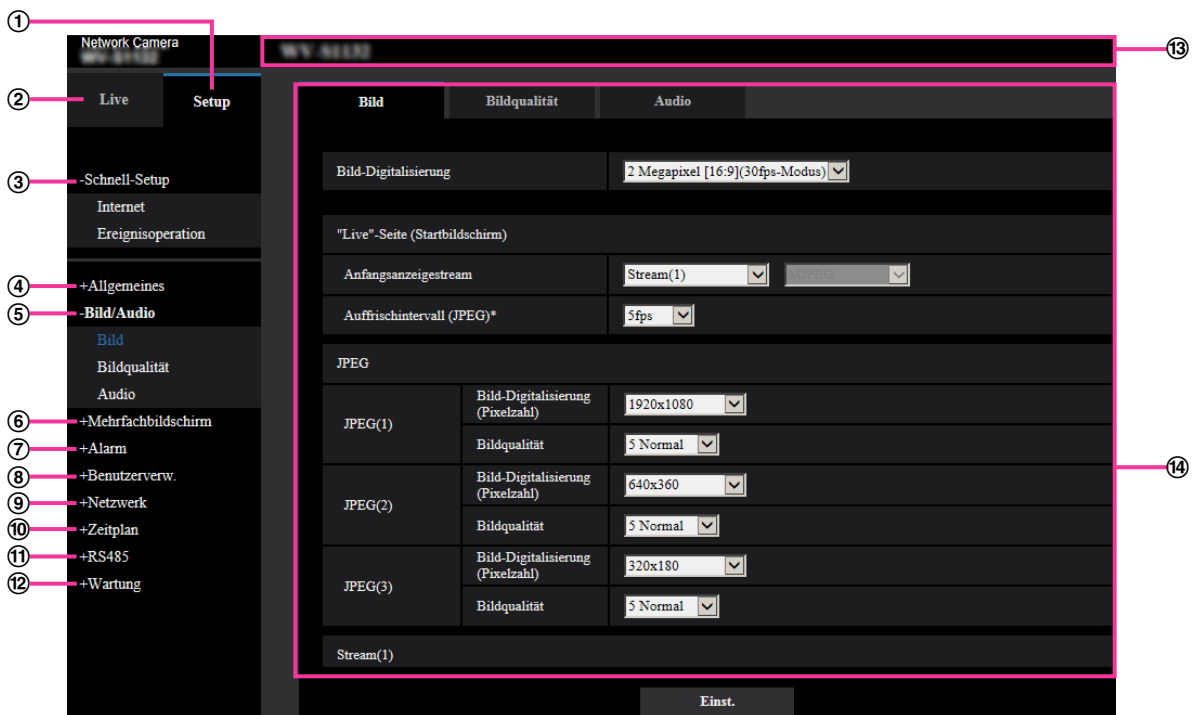 ①
Network Camera
⑬
② Live Setup
Bild Bildqualität Audio
③ -Schnell-Setup
Internet
Ereignisoperation
④ +Allgemeines
⑤ -Bild/Audio
Bild
Bildqualität
Audio
⑥ +Mehrfachbildschirm
⑦ +Alarm
⑧ +Benutzerverw.
⑨ +Netzwerk
⑩ +Zeitplan
⑪ +RS485
⑫ +Wartung
Bild-Digitalisierung 2 Megapixel [16:9](30fps-Modus)
"Live"-Seite (Startbildschirm)
Anfangsanzeigestream Stream(1) MJPEG
Auffrischintervall (JPEG)* 5fps
JPEG
JPEG(1)
Bild-Digitalisierung
(Pixelzahl)
1920x1080
Bildqualität 5 Normal
JPEG(2)
Bild-Digitalisierung
(Pixelzahl)
640x360
Bildqualität 5 Normal
JPEG(3)
Bild-Digitalisierung
(Pixelzahl)
320x180
Bildqualität 5 Normal
Stream(1)
⑭
Einst.